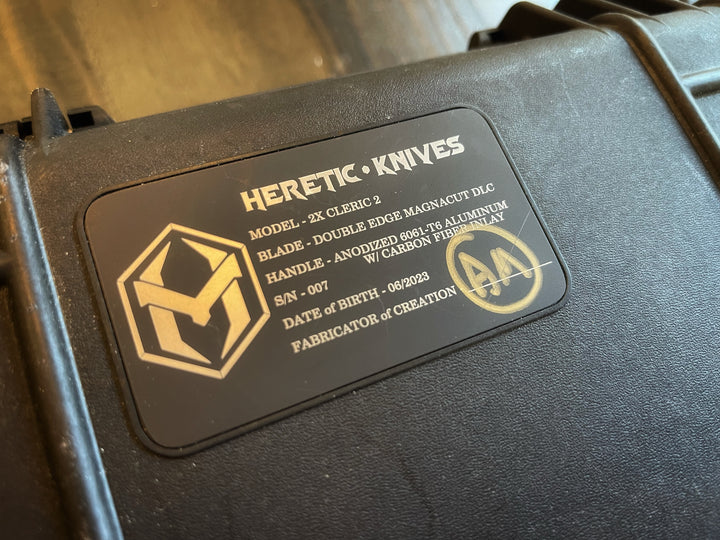 HERETIC • KNIVES
MODEL - 2X CLERIC 2
BLADE - DOUBLE EDGE MAGNACUT DLC
HANDLE - ANODIZED 6061-T6 ALUMINUM
W/ CARBON FIBER INLAY
S/N - 007
DATE of BIRTH - 06/2023
FABRICATOR of CREATION
AM